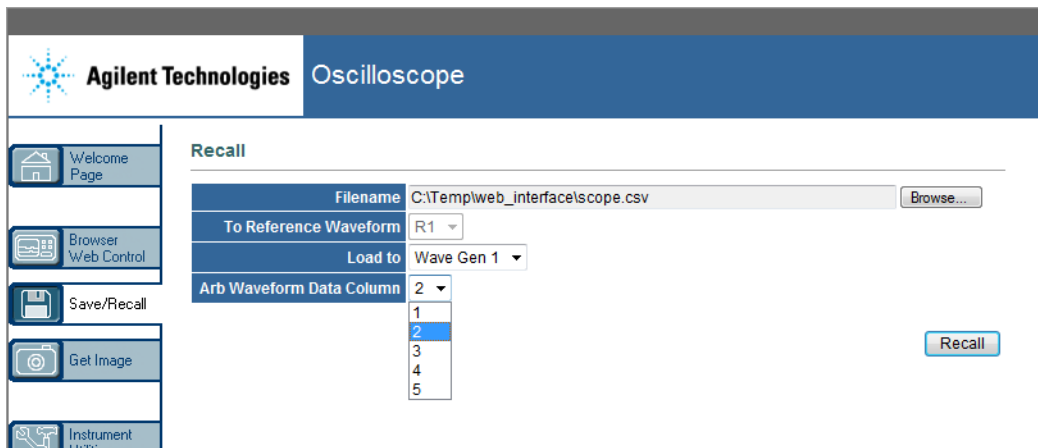 Agilent Technologies
Oscilloscope
Welcome
Page
Browser
Web Control
Save/Recall
Get Image
Instrument
Recall
Filename C:\Temp\web_interface\scope.csv Browse...
To Reference Waveform R1
Load to Wave Gen 1
Arb Waveform Data Column 2
1
2
3
4
5
Recall